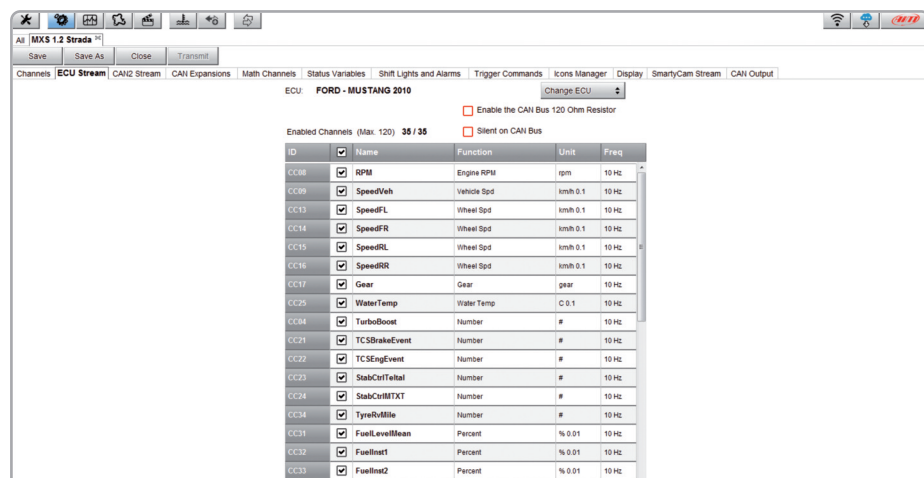 AiM
All MXS 1.2 Strada
Save Save As Close Transmit
Channels ECU Stream CAN2 Stream CAN Expansions Math Channels Status Variables Shift Lights and Alarms Trigger Commands Icons Manager Display SmartyCam Stream CAN Output
ECU: FORD - MUSTANG 2010 Change ECU
Enable the CAN Bus 120 Ohm Resistor
Enabled Channels (Max. 120) 35 / 35 Silent on CAN Bus
ID Name Function Unit Freq
CC08 RPM Engine RPM rpm 10 Hz
CC09 SpeedVeh Vehicle Spd km/h 0.1 10 Hz
CC13 SpeedFL Wheel Spd km/h 0.1 10 Hz
CC14 SpeedFR Wheel Spd km/h 0.1 10 Hz
CC15 SpeedRL Wheel Spd km/h 0.1 10 Hz
CC16 SpeedRR Wheel Spd km/h 0.1 10 Hz
CC17 Gear Gear gear 10 Hz
CC25 WaterTemp Water Temp C 0.1 10 Hz
CC04 TurboBoost Number # 10 Hz
CC21 TCSBrakeEvent Number # 10 Hz
CC22 TCSEngEvent Number # 10 Hz
CC23 StabCtrlTeltal Number # 10 Hz
CC24 StabCtrlMTXT Number # 10 Hz
CC34 TyreRvMile Number # 10 Hz
CC31 FuelLevelMean Percent % 0.01 10 Hz
CC32 FuelInst1 Percent % 0.01 10 Hz
CC33 FuelInst2 Percent % 0.01 10 Hz